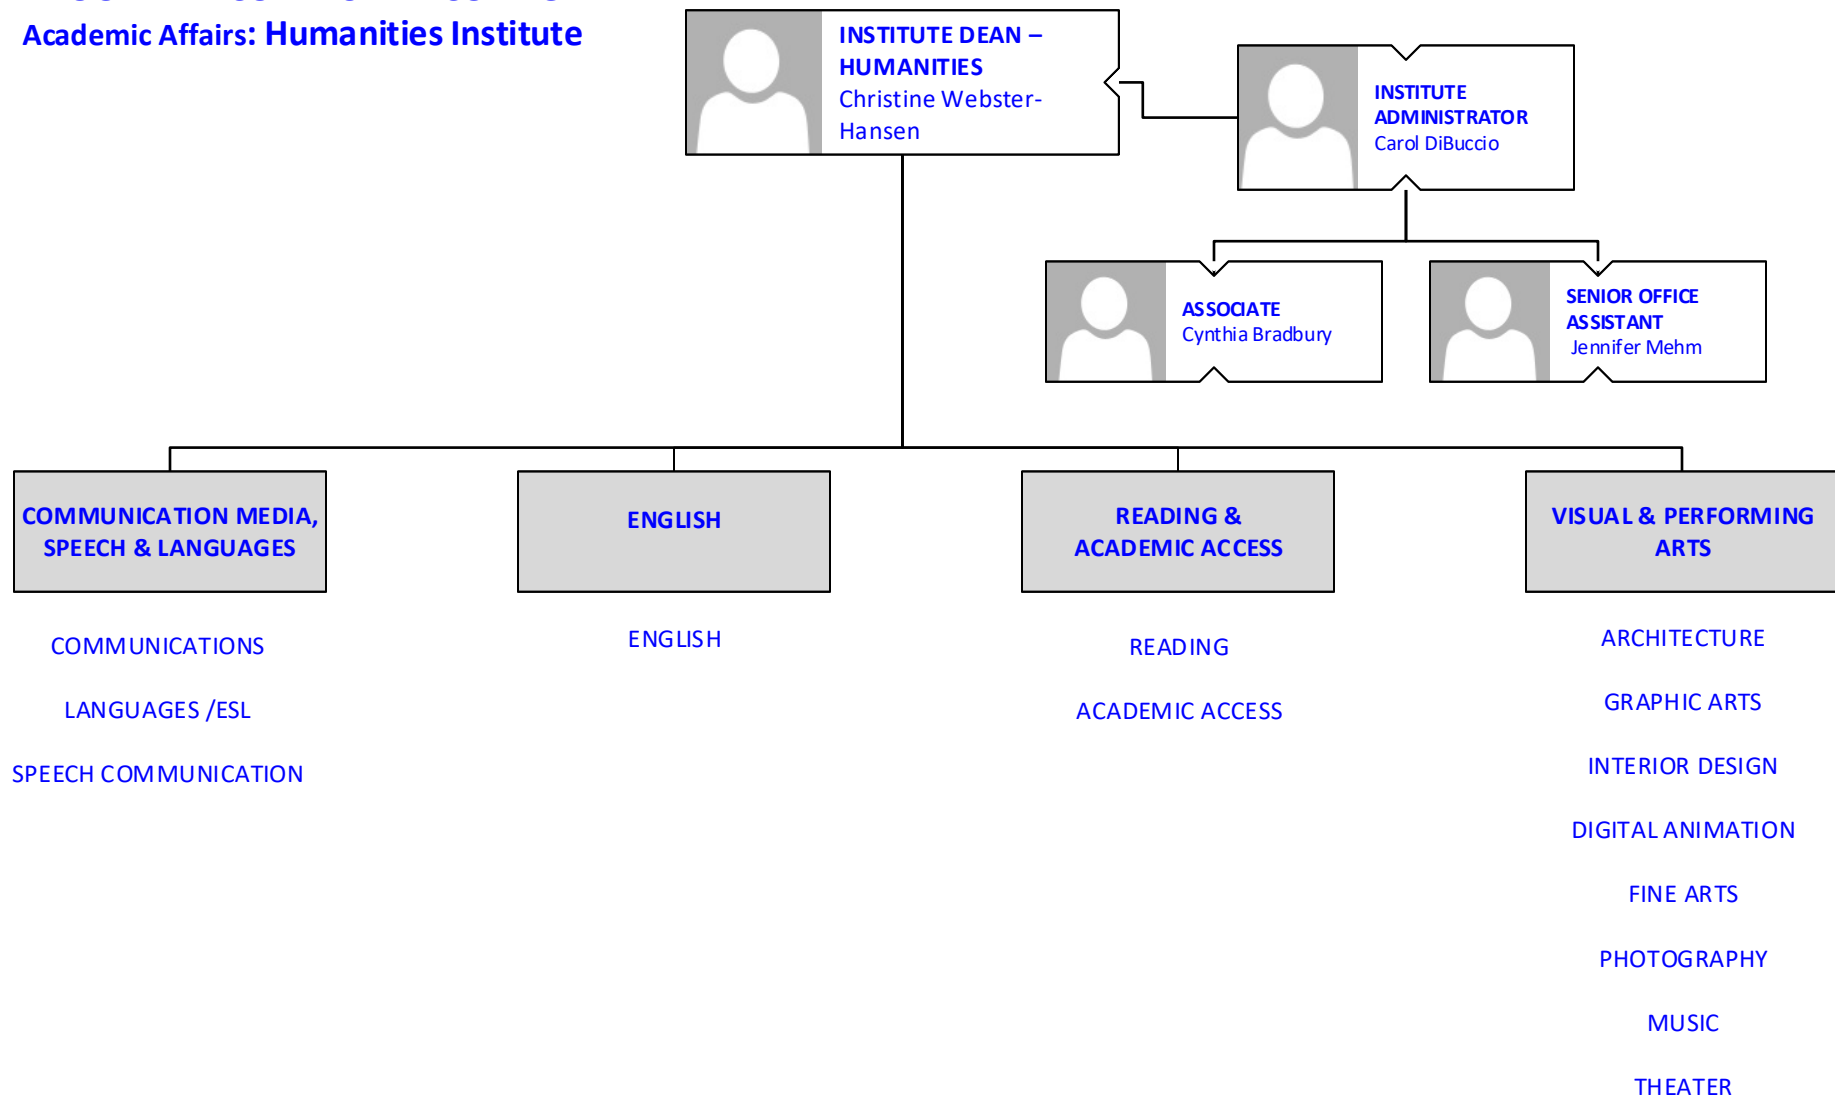 Academic Affairs: Humanities Institute
INSTITUTE DEAN –
HUMANITIES
Christine Webster-
Hansen
INSTITUTE
ADMINISTRATOR
Carol DiBuccio
ASSOCIATE
Cynthia Bradbury
SENIOR OFFICE
ASSISTANT
Jennifer Mehm
COMMUNICATION MEDIA,
SPEECH & LANGUAGES
COMMUNICATIONS
LANGUAGES /ESL
SPEECH COMMUNICATION
ENGLISH
ENGLISH
READING &
ACADEMIC ACCESS
READING
ACADEMIC ACCESS
VISUAL & PERFORMING
ARTS
ARCHITECTURE
GRAPHIC ARTS
INTERIOR DESIGN
DIGITAL ANIMATION
FINE ARTS
PHOTOGRAPHY
MUSIC
THEATER